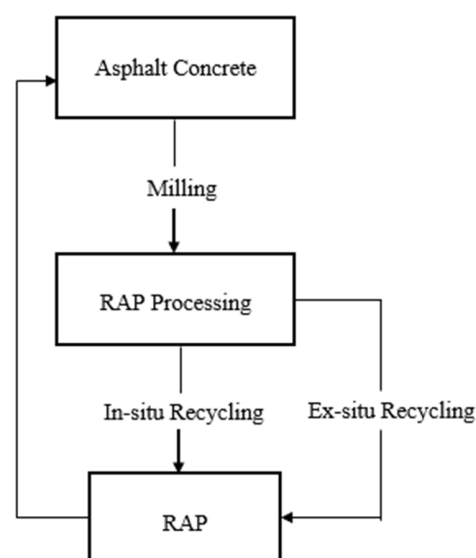 Asphalt Concrete
Milling
RAP Processing
In-situ Recycling
Ex-situ Recycling
RAP